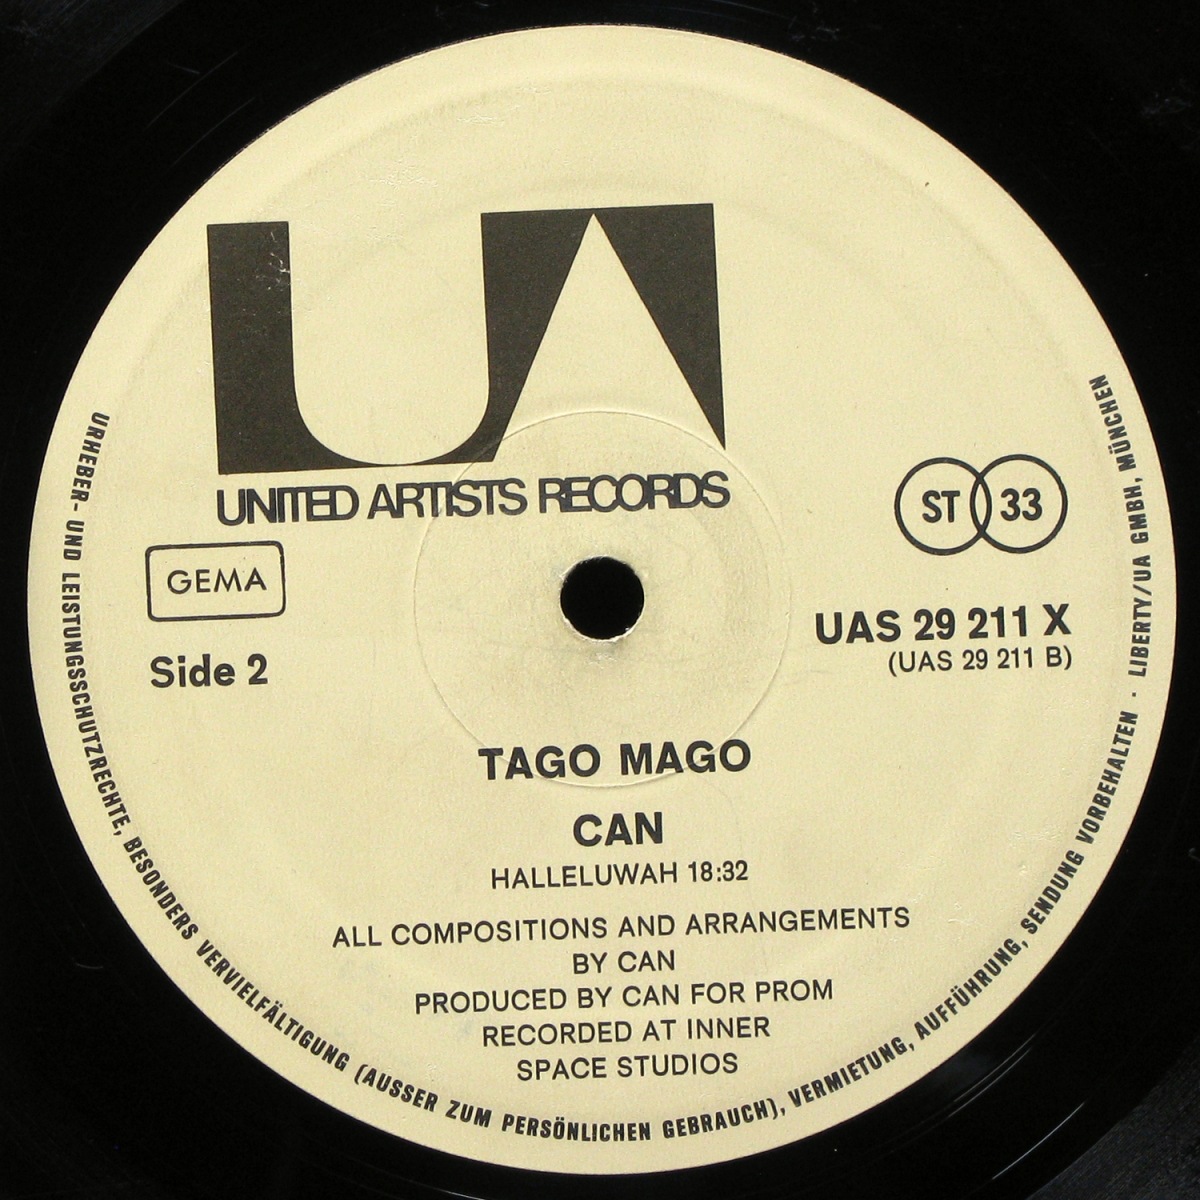 UA
UNITED ARTISTS RECORDS
GEMA
ST 33
Side 2
UAS 29 211 X
(UAS 29 211 B)
TAGO MAGO
CAN
HALLELUWAH 18:32
ALL COMPOSITIONS AND ARRANGEMENTS
BY CAN
PRODUCED BY CAN FOR PROM
RECORDED AT INNER
SPACE STUDIOS
URHEBER- UND LEISTUNGSSCHUTZRECHTE, BESONDERS VERVIELFÄLTIGUNG (AUSSER ZUM PERSÖNLICHEN GEBRAUCH), VERMIETUNG, AUFFÜHRUNG, SENDUNG VORBEHALTEN · LIBERTY/UA GMBH, MÜNCHEN